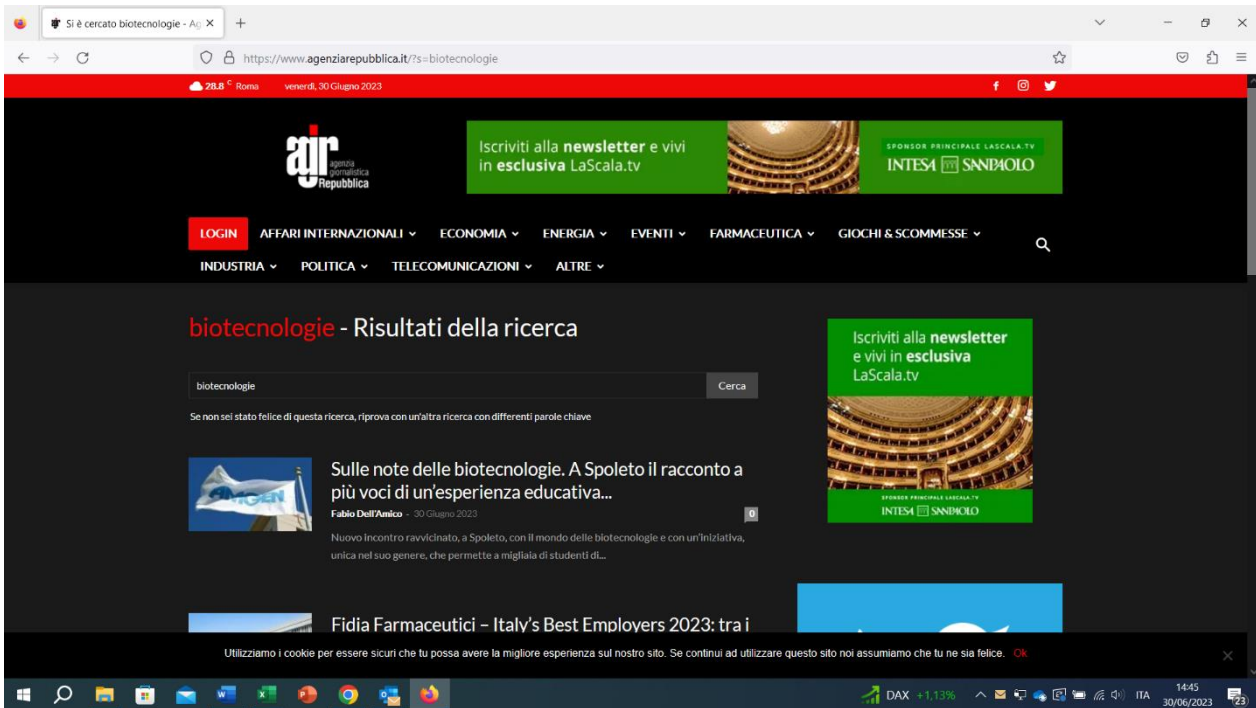 Si è cercato biotecnologie - Ag
https://www.agenziarepubblica.it/?s=biotecnologie
28.8 C Roma venerdì, 30 Giugno 2023
agir
agenzia
giornalistica
Repubblica
Iscriviti alla newsletter e vivi
in esclusiva LaScala.tv
SPONSOR PRINCIPALE LASCALA.TV
INTESA SANPAOLO
LOGIN AFFARI INTERNAZIONALI ECONOMIA ENERGIA EVENTI FARMACEUTICA GIOCHI & SCOMMESSE
INDUSTRIA POLITICA TELECOMUNICAZIONI ALTRE
biotecnologie - Risultati della ricerca
biotecnologie Cerca
Se non sei stato felice di questa ricerca, riprova con un'altra ricerca con differenti parole chiave
AMGEN
Sulle note delle biotecnologie. A Spoleto il racconto a
più voci di un'esperienza educativa...
Fabio Dell'Amico - 30 Giugno 2023 0
Nuovo incontro ravvicinato, a Spoleto, con il mondo delle biotecnologie e con un'iniziativa,
unica nel suo genere, che permette a migliaia di studenti di...
Fidia Farmaceutici – Italy's Best Employers 2023: tra i
Iscriviti alla newsletter
e vivi in esclusiva
LaScala.tv
SPONSOR PRINCIPALE LASCALA.TV
INTESA SANPAOLO
Utilizziamo i cookie per essere sicuri che tu possa avere la migliore esperienza sul nostro sito. Se continui ad utilizzare questo sito noi assumiamo che tu ne sia felice. Ok
DAX +1,13% ITA 14:45
30/06/2023 23